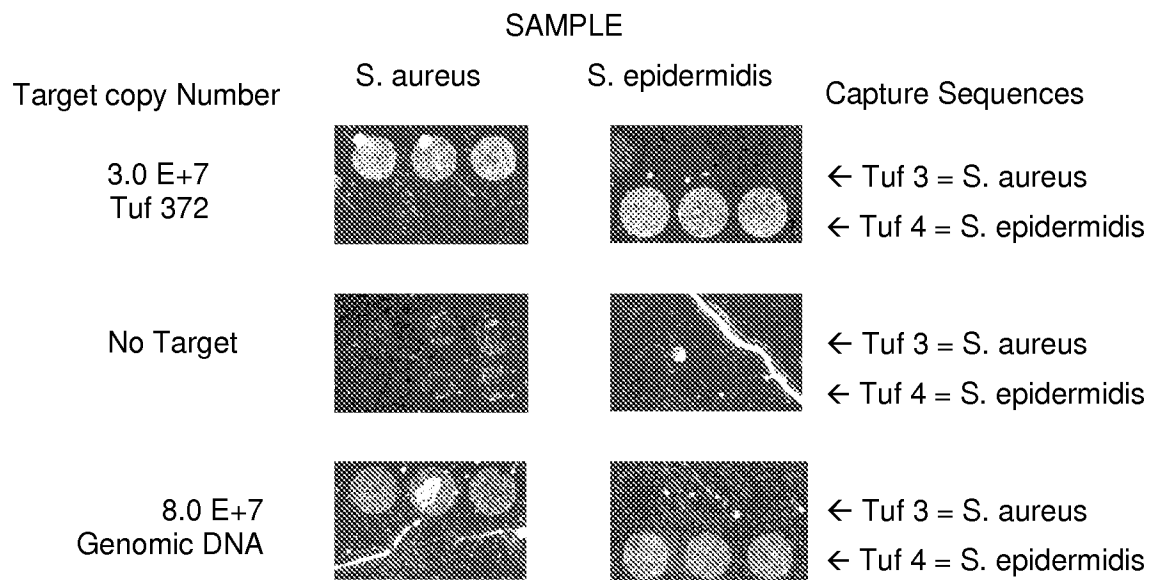 SAMPLE
S. aureus
S. epidermidis
Target copy Number
Capture Sequences
3.0 E+7
Tuf 372
← Tuf 3 = S. aureus
← Tuf 4 = S. epidermidis
No Target
← Tuf 3 = S. aureus
← Tuf 4 = S. epidermidis
8.0 E+7
Genomic DNA
← Tuf 3 = S. aureus
← Tuf 4 = S. epidermidis